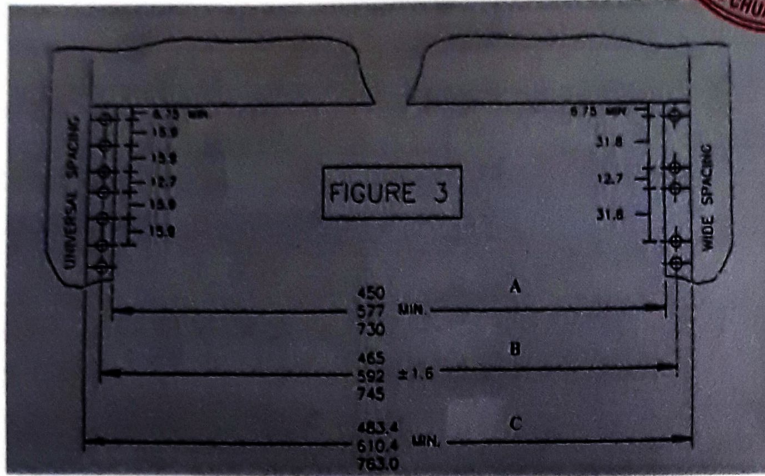 UNIVERSAL SPACING
6.75 MIN
15.9
15.9
12.7
15.9
15.9
FIGURE 3
6.75 MIN
31.8
12.7
31.8
WIDE SPACING
450
577 MIN.
730
A
465
592 ±1.6
745
B
483.4
610.4 MIN.
763.0
C